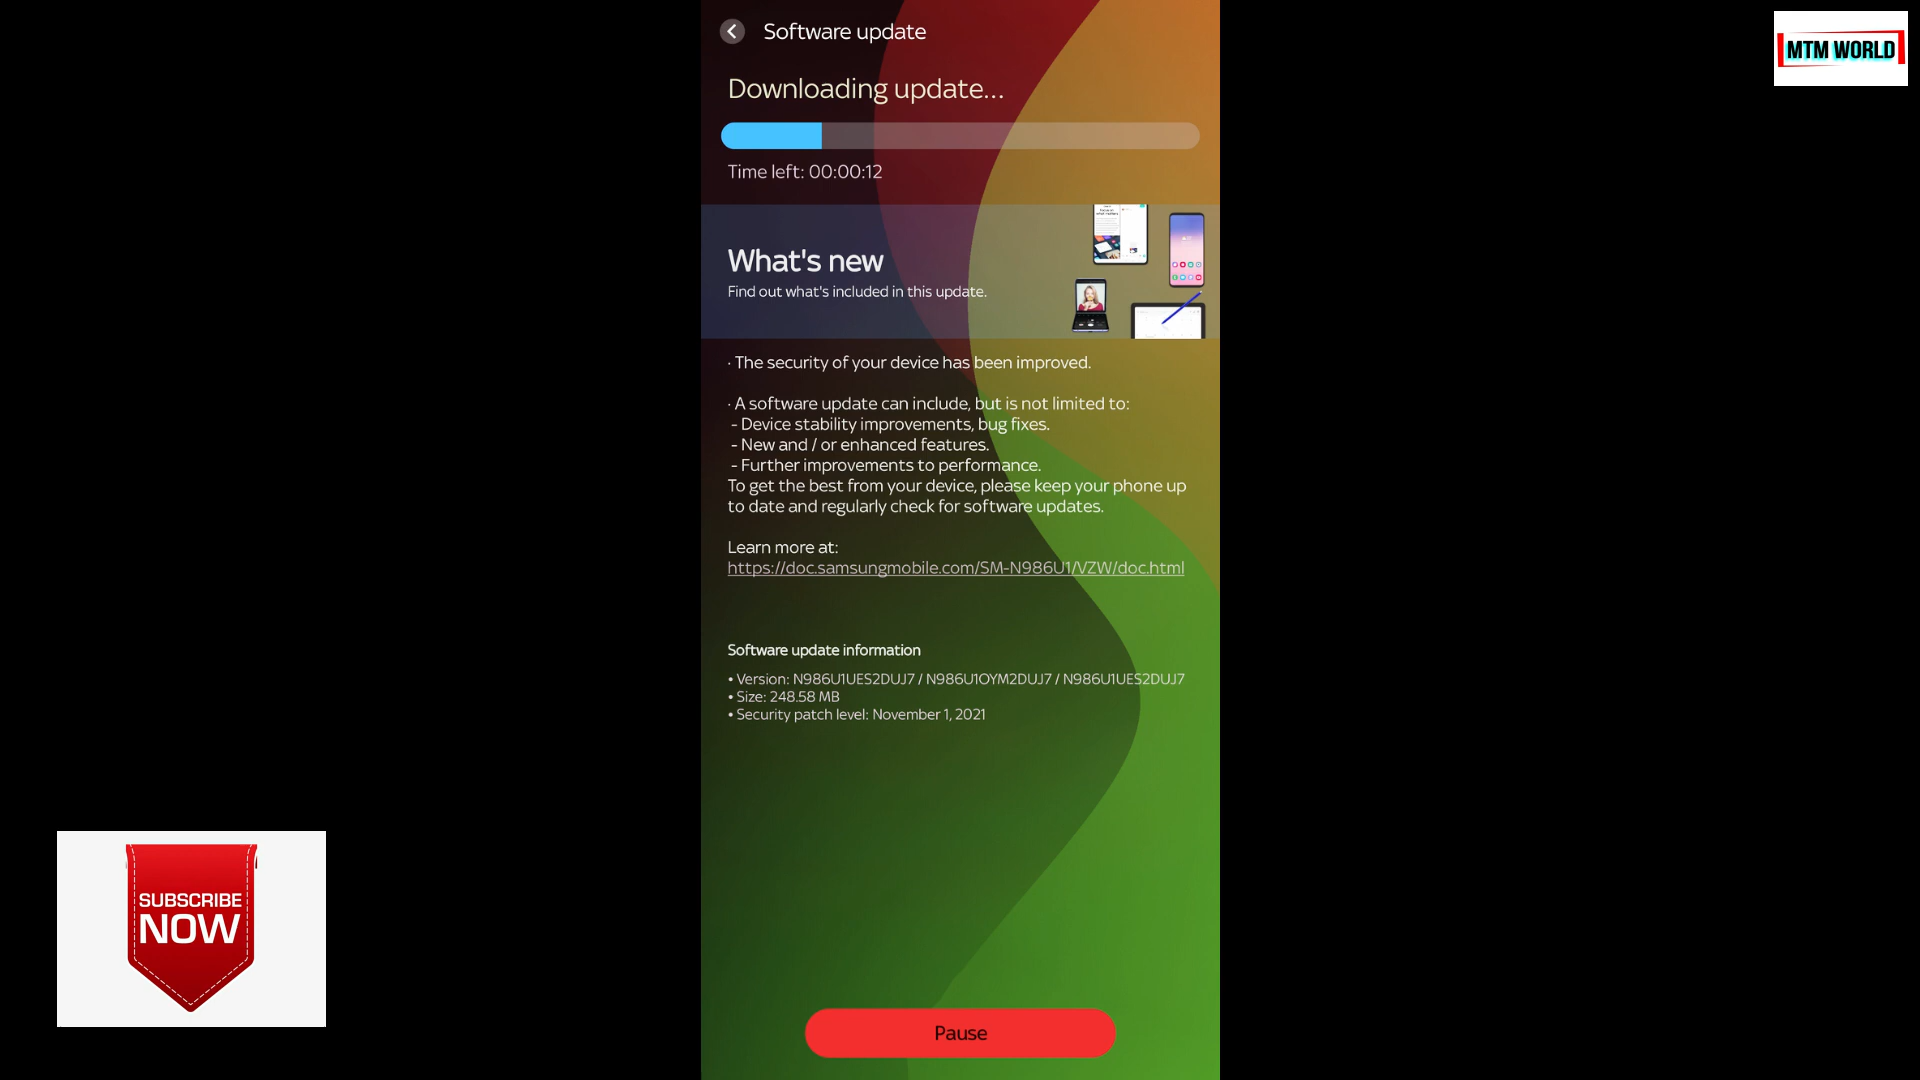 Software update
MTM WORLD
Downloading update...
Time left: 00:00:12
What's new
Find out what's included in this update.
· The security of your device has been improved.
· A software update can include, but is not limited to:
- Device stability improvements, bug fixes.
- New and / or enhanced features.
- Further improvements to performance.
To get the best from your device, please keep your phone up
to date and regularly check for software updates.
Learn more at:
https://doc.samsungmobile.com/SM-N986U1/VZW/doc.html
Software update information
• Version: N986U1UES2DUJ7 / N986U1OYM2DUJ7 / N986U1UES2DUJ7
• Size: 248.58 MB
• Security patch level: November 1, 2021
SUBSCRIBE
NOW
Pause